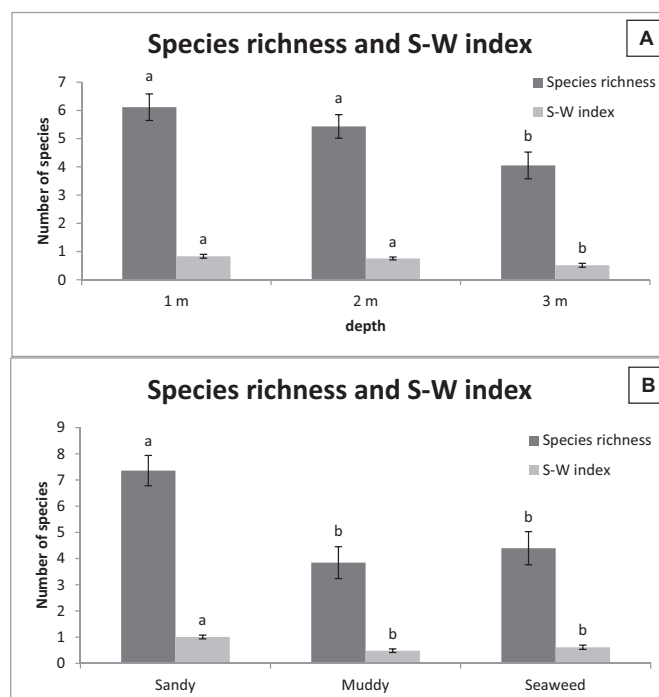 Species richness and S-W index
A
7
6
5
4
3
2
1
0
Number of species
a
a
a
a
b
b
Species richness
S-W index
1 m
2 m
3 m
depth
Species richness and S-W index
B
9
8
7
6
5
4
3
2
1
0
Number of species
a
a
b
b
b
b
Species richness
S-W index
Sandy
Muddy
Seaweed